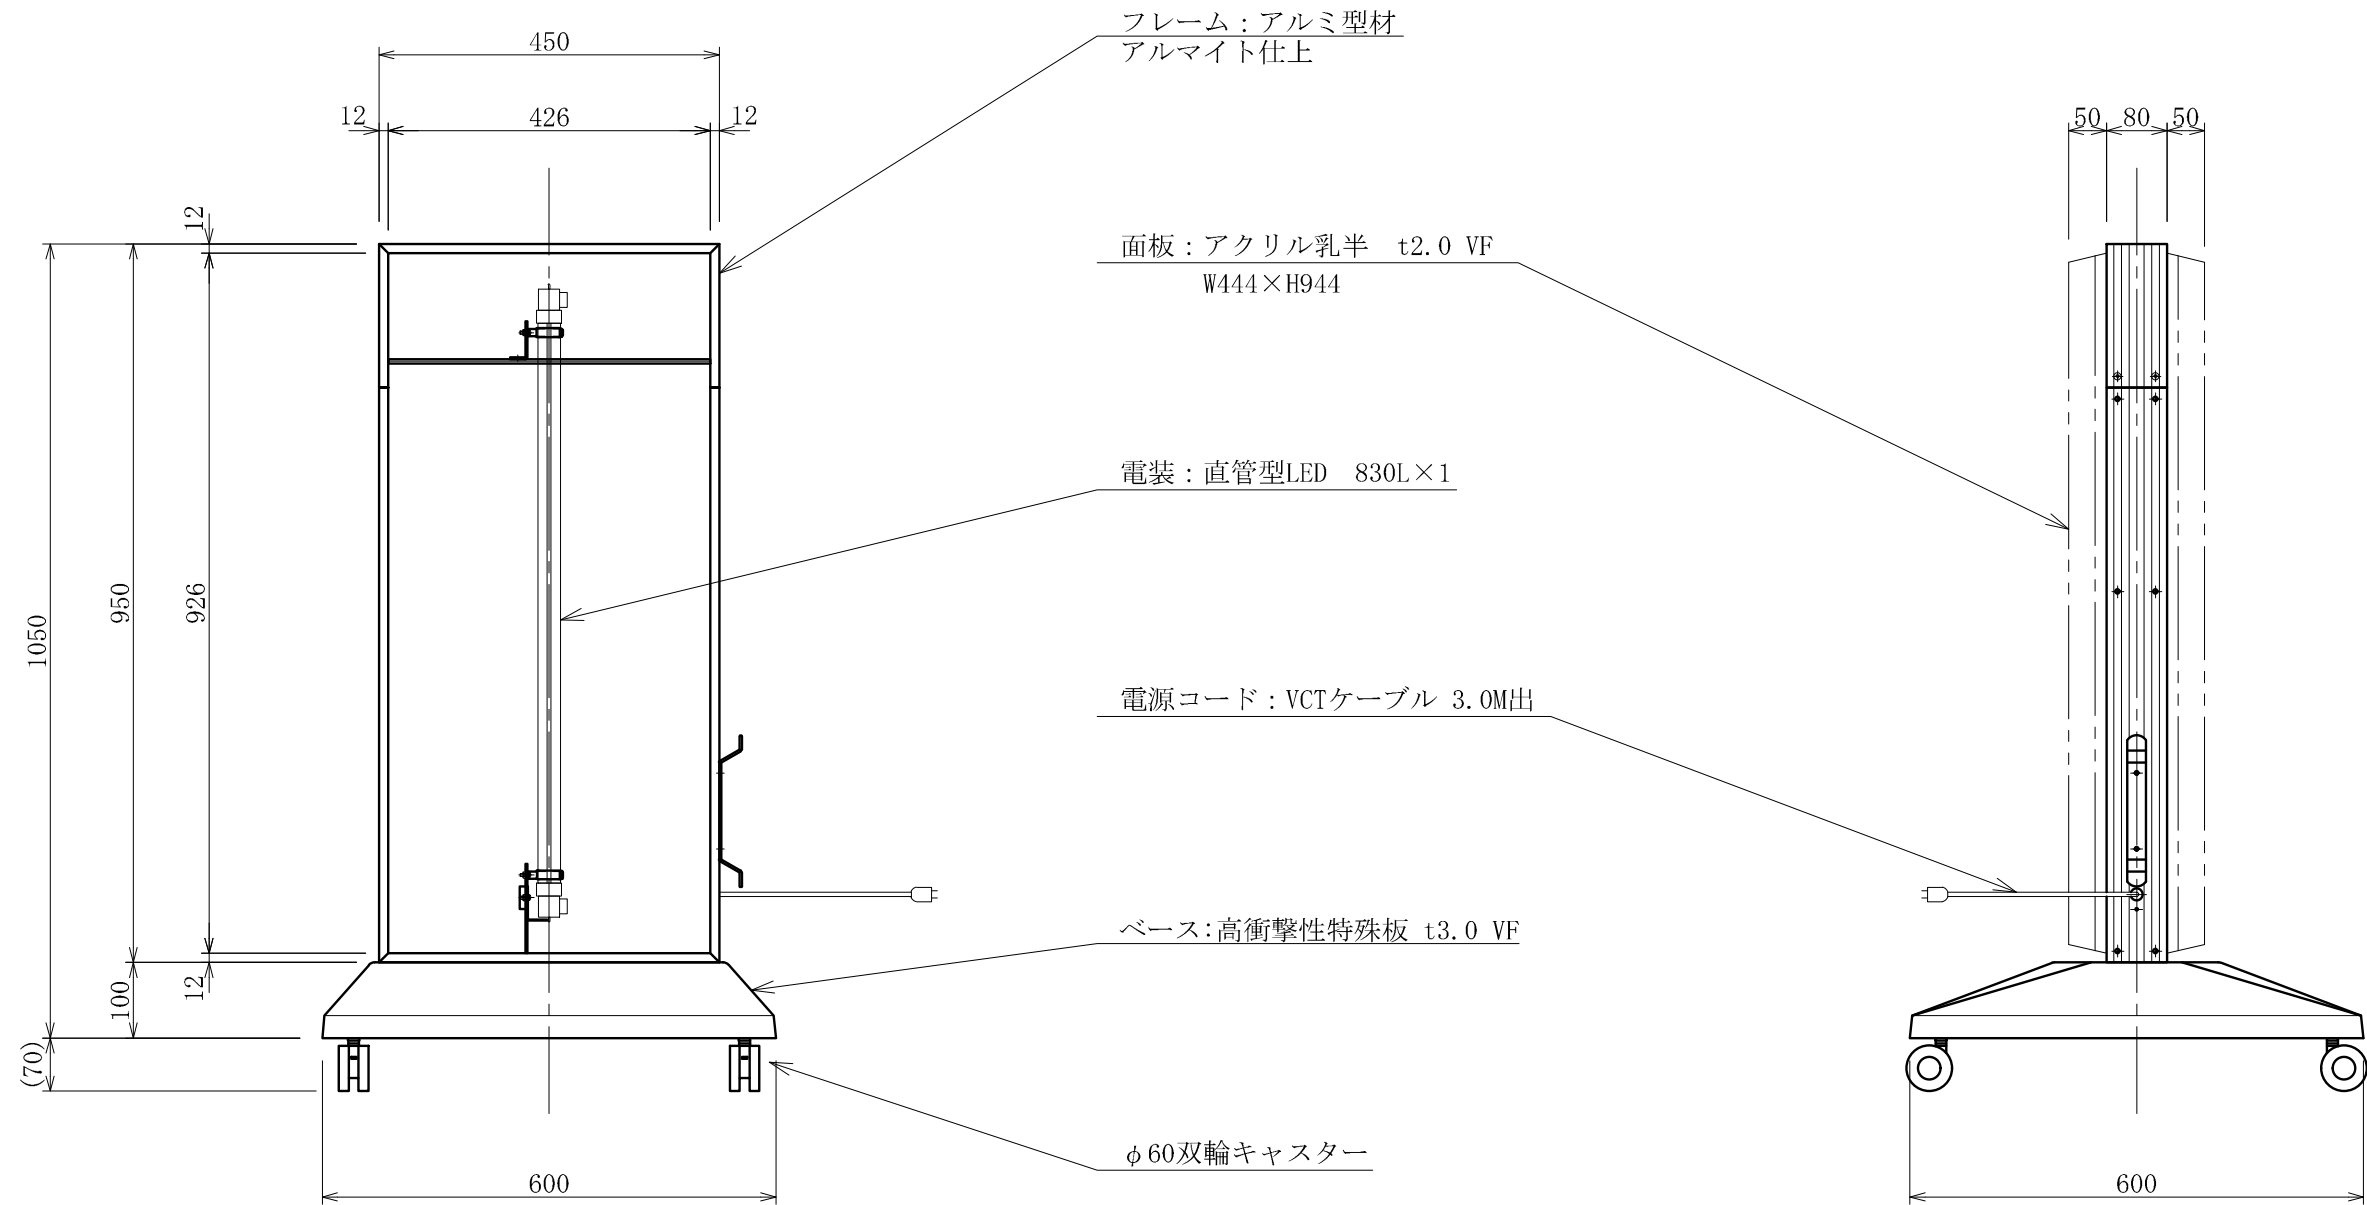 フレーム：アルミ型材
アルマイト仕上
450
12
426
12
50
80
50
12
面板：アクリル乳半　t2.0 VF
W444×H944
電装：直管型LED　830L×1
1050
950
926
電源コード：VCTケーブル 3.0M出
ベース：高衝撃性特殊板 t3.0 VF
12
100
(70)
φ60双輪キャスター
600
600